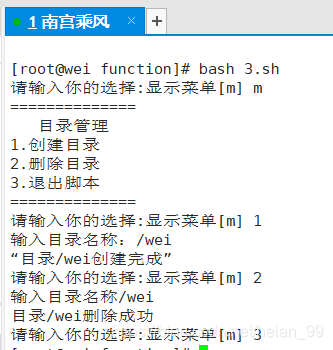 1 南宫乘风
[root@wei function]# bash 3.sh
请输入你的选择:显示菜单[m] m
==============
目录管理
1.创建目录
2.删除目录
3.退出脚本
==============
请输入你的选择:显示菜单[m] 1
输入目录名称：/wei
“目录/wei创建完成”
请输入你的选择:显示菜单[m] 2
输入目录名称/wei
目录/wei删除成功
请输入你的选择:显示菜单[m] 3